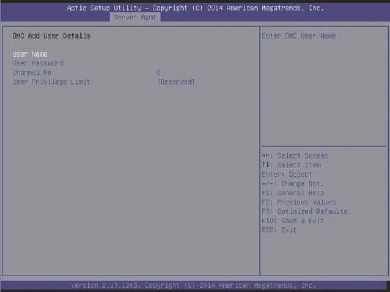 Aptio Setup Utility - Copyright (C) 2014 American Megatrends, Inc.
Server Mgmt
BMC Add User Details
User Name
User Password
Channel No 0
User Privilege Limit [Reserved]
Enter BMC User Name
: Select Screen
: Select Item
Enter: Select
+/-: Change Opt.
F1: General Help
F2: Previous Values
F3: Optimized Defaults
F10: Save & Exit
ESC: Exit
Version 2.17.1245. Copyright (C) 2014 American Megatrends, Inc.